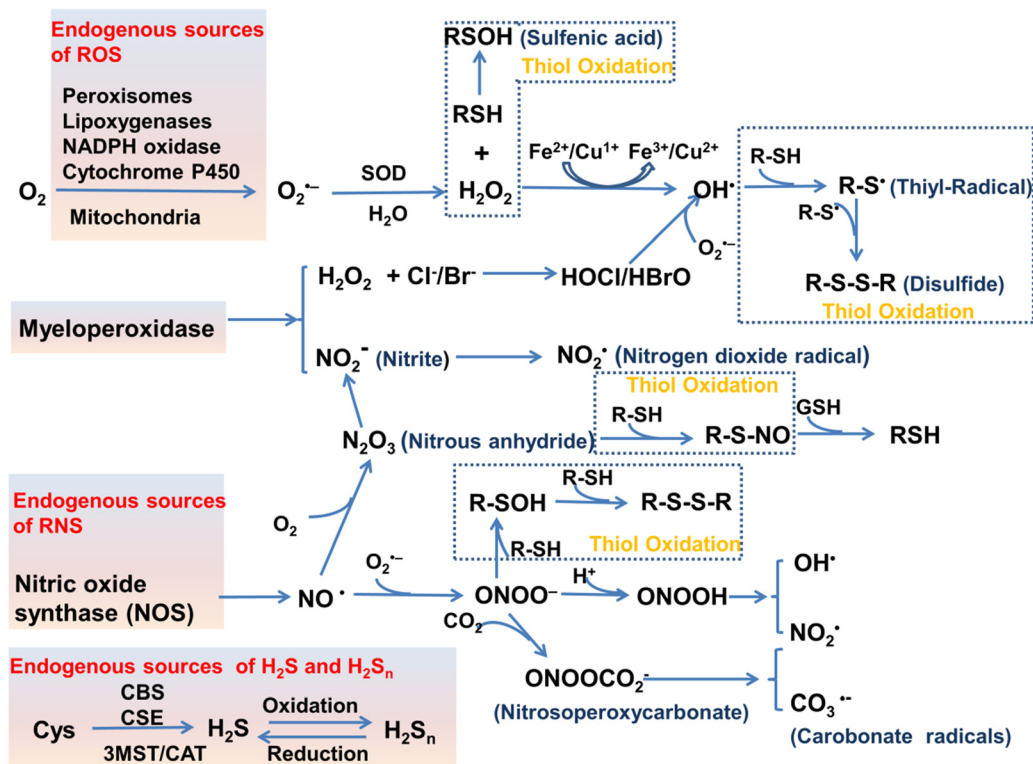 Endogenous sources
of ROS
Peroxisomes
Lipoxygenases
NADPH oxidase
Cytochrome P450
O₂
Mitochondria
O₂•−
SOD
H₂O
RSOH (Sulfenic acid)
Thiol Oxidation
RSH
+
H₂O₂
Fe²⁺/Cu¹⁺
Fe³⁺/Cu²⁺
OH•
R-SH
R-S• (Thiyl-Radical)
R-S•
R-S-S-R (Disulfide)
Thiol Oxidation
O₂•−
Myeloperoxidase
H₂O₂ + Cl⁻/Br⁻
HOCl/HBrO
NO₂⁻ (Nitrite)
NO₂• (Nitrogen dioxide radical)
Thiol Oxidation
N₂O₃ (Nitrous anhydride)
R-SH
R-S-NO
GSH
RSH
Endogenous sources
of RNS
Nitric oxide
synthase (NOS)
O₂
NO•
O₂•−
R-SOH
R-SH
R-S-S-R
R-SH
Thiol Oxidation
ONOO⁻
H⁺
ONOOH
OH•
NO₂•
CO₂
ONOOCO₂⁻
(Nitrosoperoxycarbonate)
CO₃•-
(Carobonate radicals)
Endogenous sources of H₂S and H₂Sₙ
Cys
CBS
CSE
3MST/CAT
H₂S
Oxidation
Reduction
H₂Sₙ